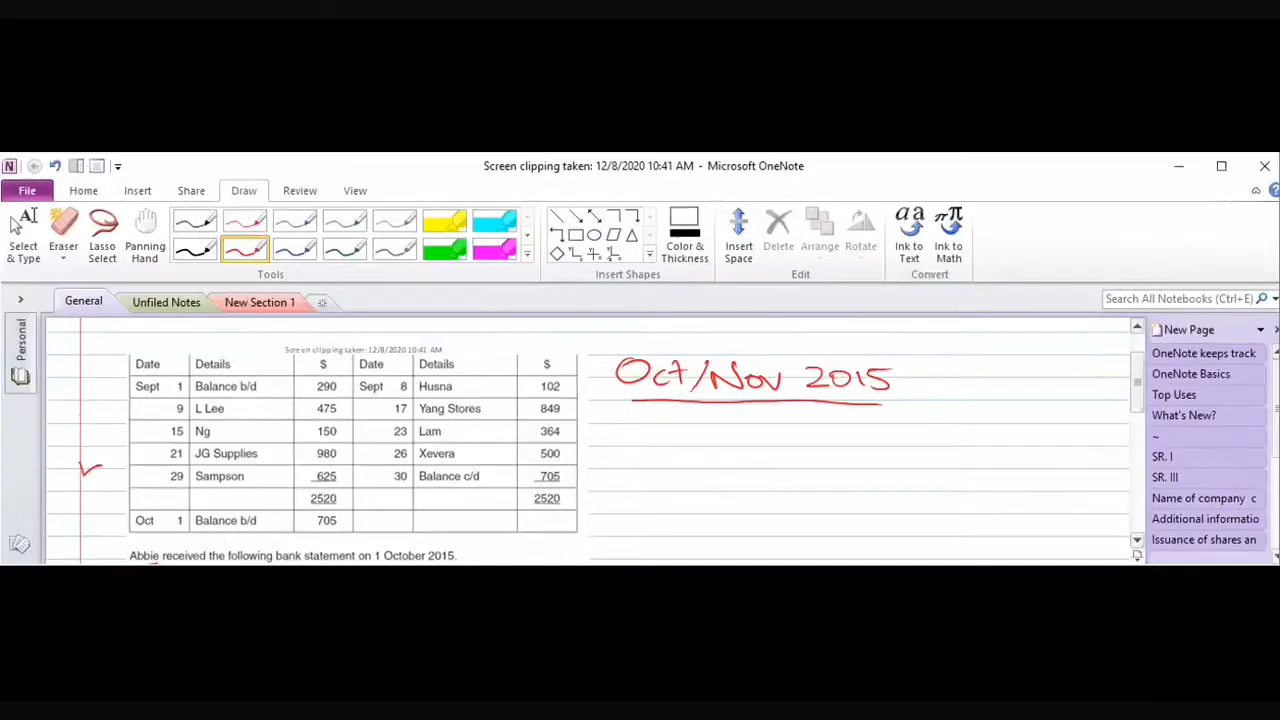 Screen clipping taken: 12/8/2020 10:41 AM - Microsoft OneNote
File Home Insert Share Draw Review View
Select & Type
Eraser
Lasso Select
Panning Hand
Color & Thickness
Insert Space
Delete
Arrange
Rotate
Ink to Text
Ink to Math
Tools Insert Shapes Edit Convert
General Unfiled Notes New Section 1
Search All Notebooks (Ctrl+E)
Personal
Screen clipping taken: 12/8/2020 10:41 AM
Date Details $ Date Details $
Sept 1 Balance b/d 290 Sept 8 Husna 102
9 L Lee 475 17 Yang Stores 849
15 Ng 150 23 Lam 364
21 JG Supplies 980 26 Xevera 500
29 Sampson 625 30 Balance c/d 705
2520 2520
Oct 1 Balance b/d 705
Abbie received the following bank statement on 1 October 2015.
Oct/Nov 2015
New Page
OneNote keeps track
OneNote Basics
Top Uses
What's New?
~
SR. I
SR. III
Name of company c
Additional informatio
Issuance of shares an